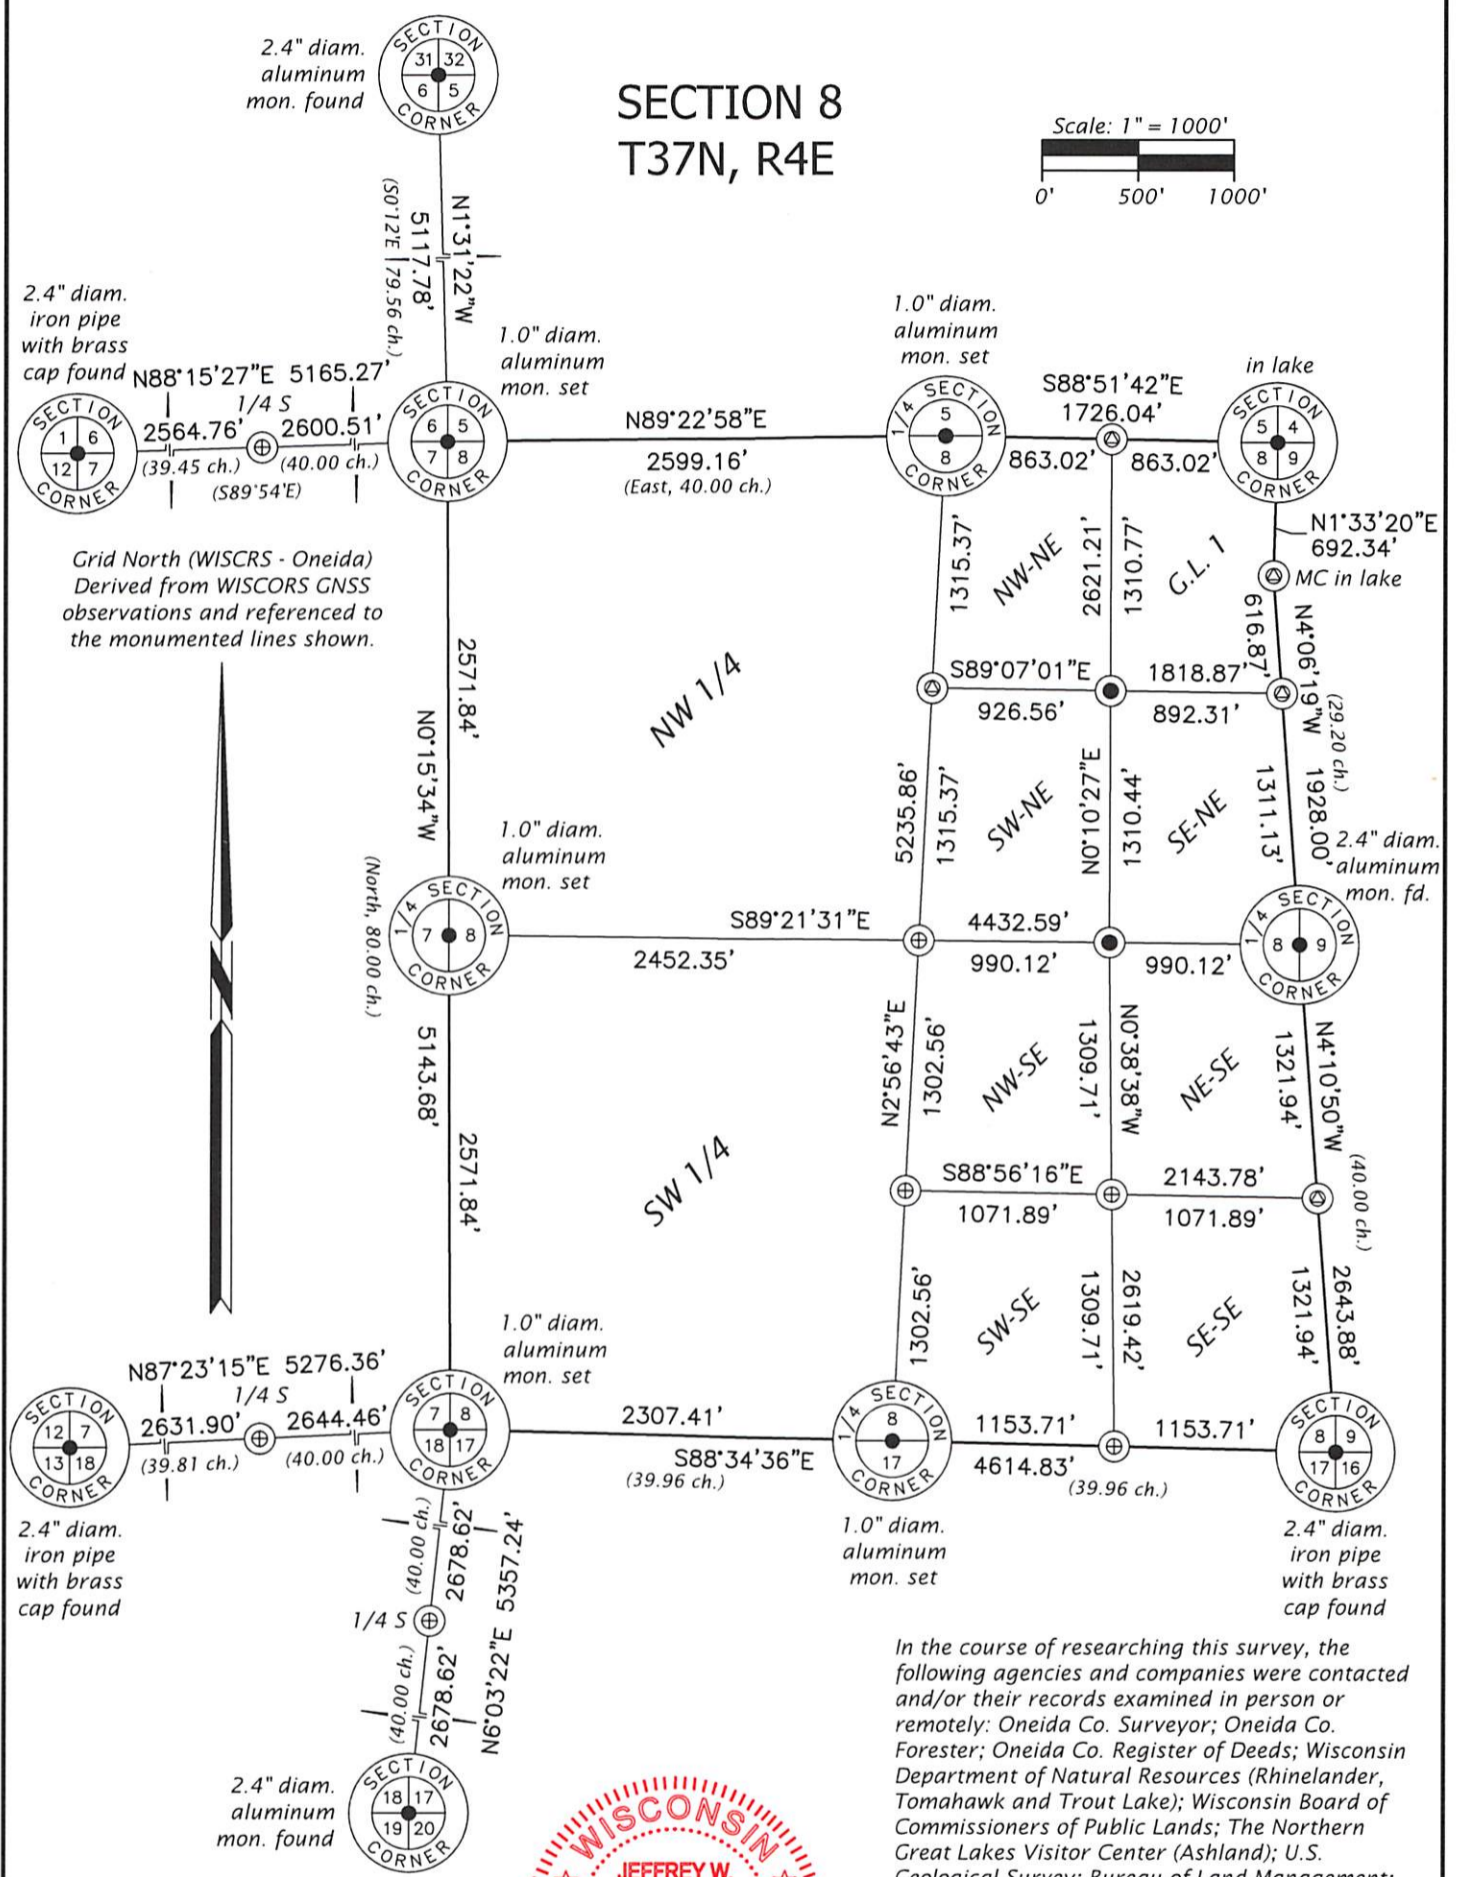 SECTION 8
T37N, R4E
Scale: 1" = 1000'
0' 500' 1000'
2.4" diam.
aluminum
mon. found
SECTION
31 32
6 5
CORNER
N1°31'22"W
5117.78'
(S0°12'E | 79.56 ch.)
2.4" diam.
iron pipe
with brass
cap found
N88°15'27"E 5165.27'
1/4 S
2564.76' 2600.51'
(39.45 ch.) (40.00 ch.)
(S89°54'E)
SECTION
1 6
12 7
CORNER
1.0" diam.
aluminum
mon. set
SECTION
6 5
7 8
CORNER
N89°22'58"E
2599.16'
(East, 40.00 ch.)
1.0" diam.
aluminum
mon. set
1/4 SECTION
5
8
CORNER
S88°51'42"E
1726.04'
863.02' 863.02'
in lake
SECTION
5 4
8 9
CORNER
N1°33'20"E
692.34'
MC in lake
Grid North (WISCRS - Oneida)
Derived from WISCORS GNSS
observations and referenced to
the monumented lines shown.
N
2571.84'
N0°15'34"W
(North, 80.00 ch.)
5143.68'
2571.84'
NW 1/4
1315.37'
NW-NE
2621.21'
1310.77'
G.L. 1
616.87'
N4°06'19"W
(29.20 ch.)
1928.00'
S89°07'01"E 1818.87'
926.56' 892.31'
5235.86'
1315.37'
SW-NE
N0°10'27"E
1310.44'
SE-NE
1311.13'
2.4" diam.
aluminum
mon. fd.
1/4 SECTION
8 9
CORNER
1.0" diam.
aluminum
mon. set
1/4 SECTION
7 8
CORNER
S89°21'31"E 4432.59'
2452.35' 990.12' 990.12'
N2°56'43"E
1302.56'
NW-SE
1309.71'
N0°38'38"W
NE-SE
1321.94'
N4°10'50"W
(40.00 ch.)
S88°56'16"E 2143.78'
1071.89' 1071.89'
SW 1/4
1302.56'
SW-SE
1309.71'
2619.42'
SE-SE
1321.94'
2643.88'
1.0" diam.
aluminum
mon. set
N87°23'15"E 5276.36'
1/4 S
2631.90' 2644.46'
(39.81 ch.) (40.00 ch.)
SECTION
12 7
13 18
CORNER
2.4" diam.
iron pipe
with brass
cap found
SECTION
7 8
18 17
CORNER
2307.41'
S88°34'36"E
(39.96 ch.)
1/4 SECTION
8
17
CORNER
1153.71' 1153.71'
4614.83'
(39.96 ch.)
SECTION
8 9
17 16
CORNER
1.0" diam.
aluminum
mon. set
2.4" diam.
iron pipe
with brass
cap found
(40.00 ch.)
2678.62'
1/4 S
(40.00 ch.)
2678.62'
N6°03'22"E 5357.24'
2.4" diam.
aluminum
mon. found
SECTION
18 17
19 20
CORNER
WISCONSIN
JEFFREY W.
In the course of researching this survey, the
following agencies and companies were contacted
and/or their records examined in person or
remotely: Oneida Co. Surveyor; Oneida Co.
Forester; Oneida Co. Register of Deeds; Wisconsin
Department of Natural Resources (Rhinelander,
Tomahawk and Trout Lake); Wisconsin Board of
Commissioners of Public Lands; The Northern
Great Lakes Visitor Center (Ashland); U.S.
Geological Survey; Bureau of Land Management;